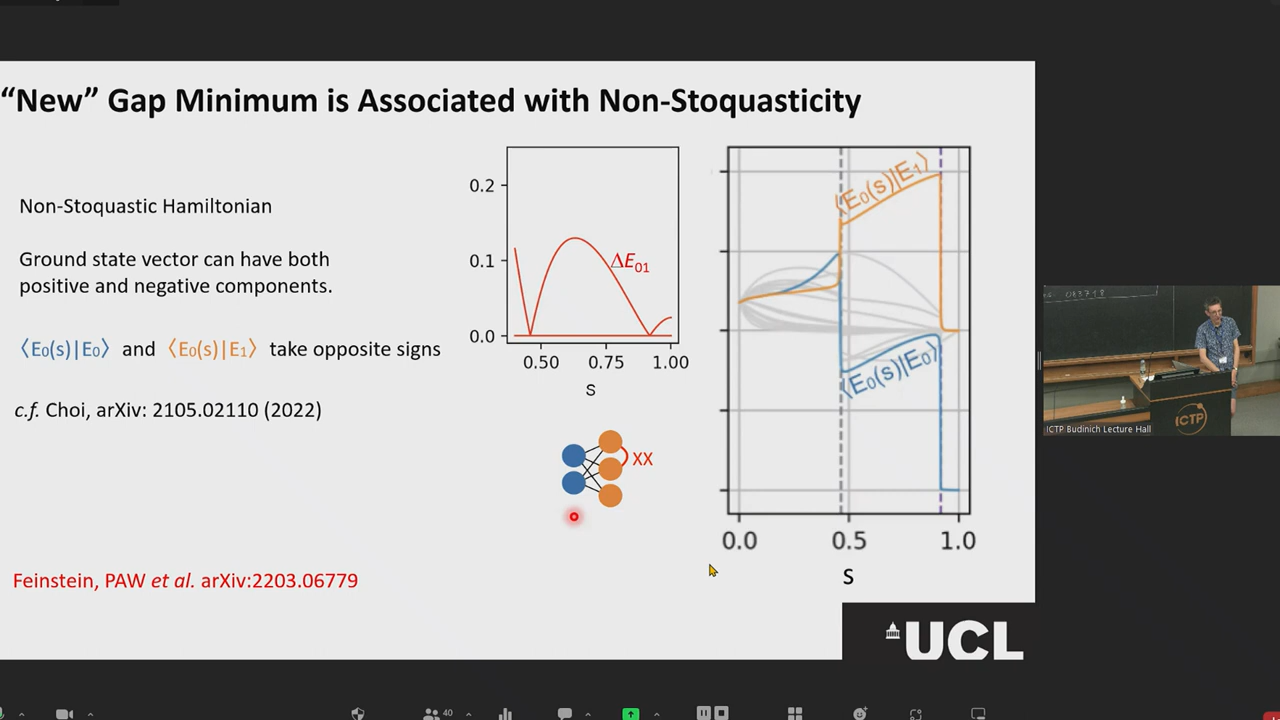 “New” Gap Minimum is Associated with Non-Stoquasticity
Non-Stoquastic Hamiltonian
Ground state vector can have both
positive and negative components.
⟨E₀(s)|E₀⟩ and ⟨E₀(s)|E₁⟩ take opposite signs
c.f. Choi, arXiv: 2105.02110 (2022)
Feinstein, PAW et al. arXiv:2203.06779
0.2
0.1
0.0
ΔE₀₁
0.50 0.75 1.00
S
XX
⟨E₀(s)|E₁⟩
⟨E₀(s)|E₀⟩
0.0 0.5 1.0
S
UCL
ICTP
ICTP Budinich Lecture Hall
40